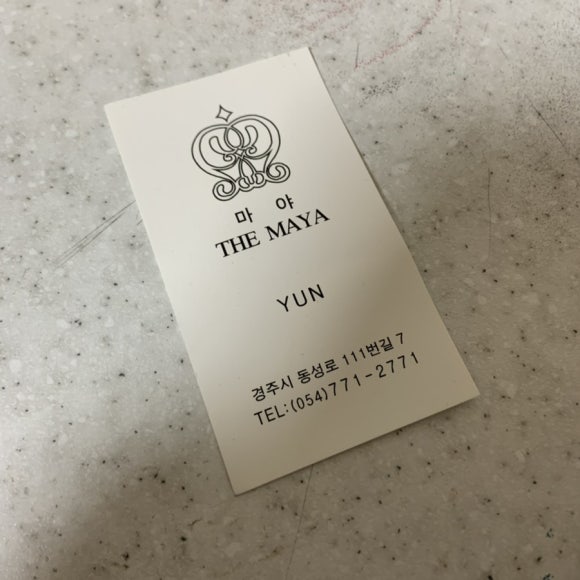 마 야
THE MAYA
YUN
경주시 동성로 111번길 7
TEL:(054)771-2771